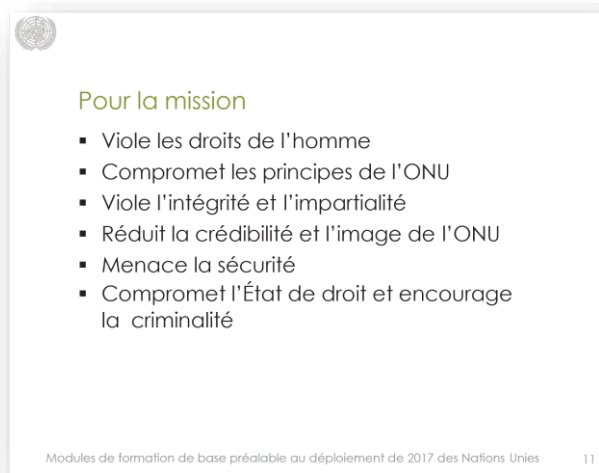 Pour la mission
▪ Viole les droits de l’homme
▪ Compromet les principes de l’ONU
▪ Viole l’intégrité et l’impartialité
▪ Réduit la crédibilité et l’image de l’ONU
▪ Menace la sécurité
▪ Compromet l’État de droit et encourage
la criminalité
Modules de formation de base préalable au déploiement de 2017 des Nations Unies 11